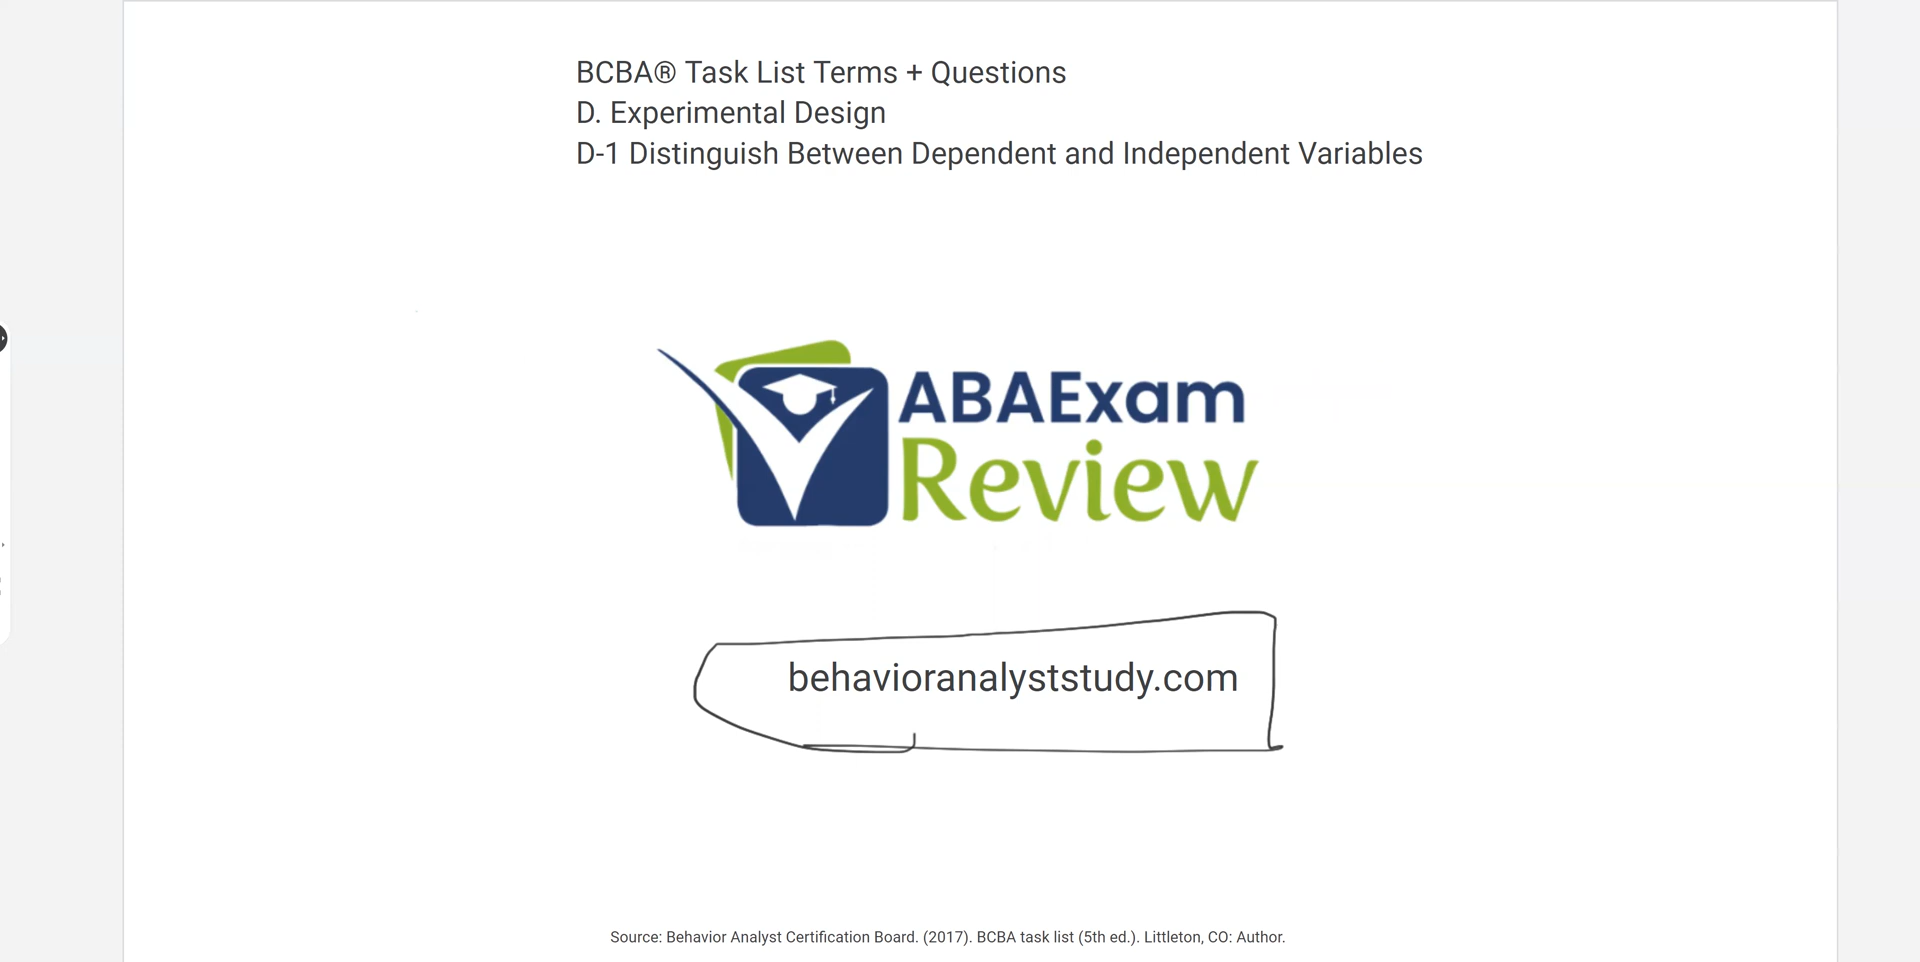 BCBA® Task List Terms + Questions
D. Experimental Design
D-1 Distinguish Between Dependent and Independent Variables
ABAExam
Review
behavioranalyststudy.com
Source: Behavior Analyst Certification Board. (2017). BCBA task list (5th ed.). Littleton, CO: Author.